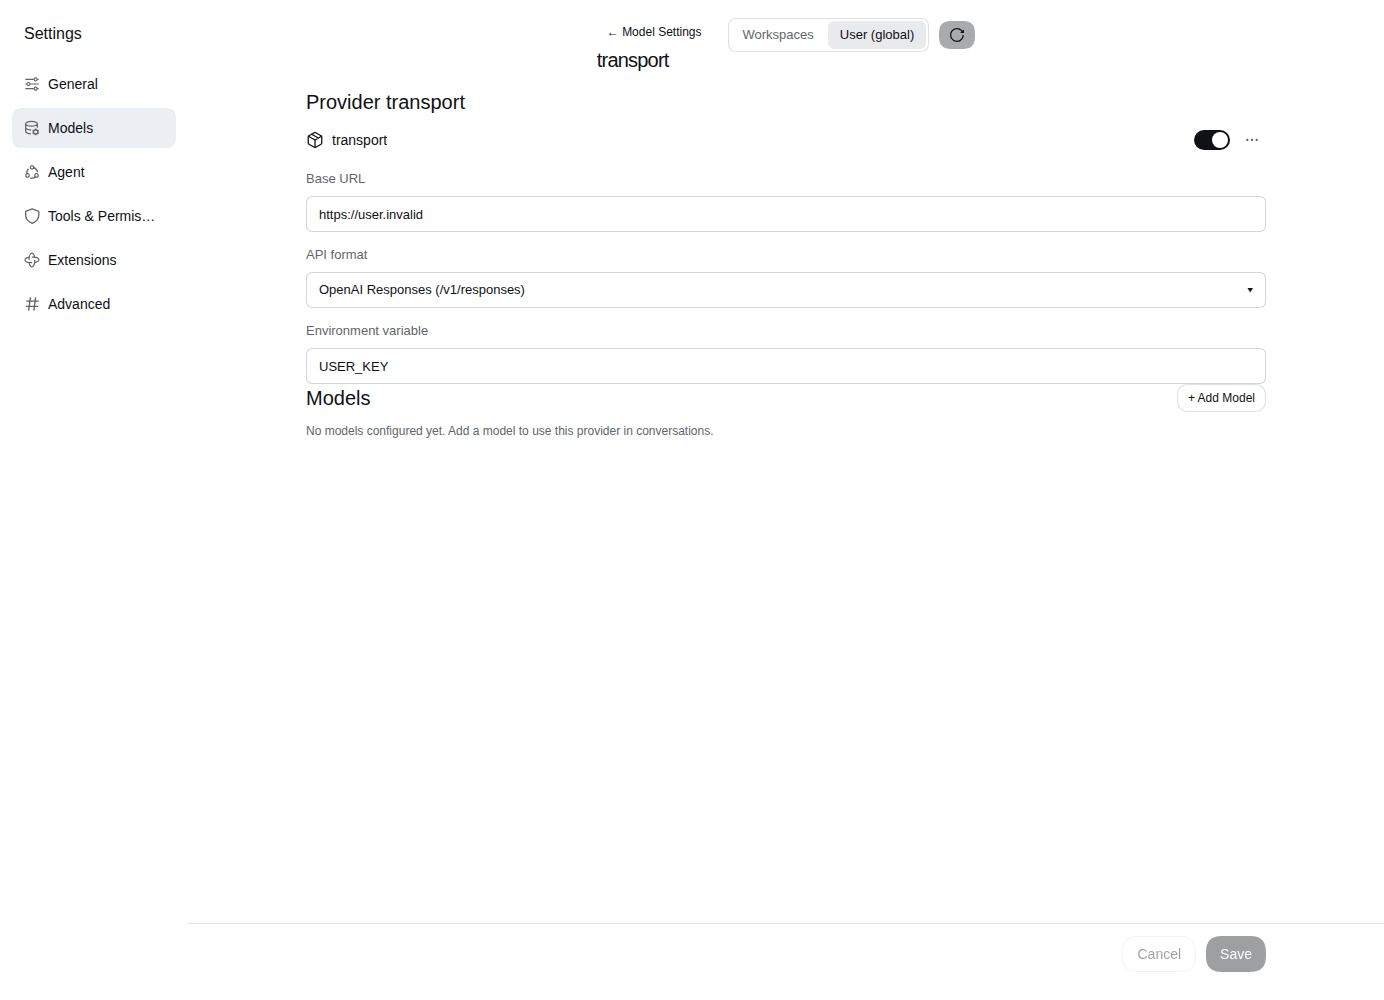 Settings
General
Models
Agent
Tools & Permis…
Extensions
Advanced
← Model Settings
transport
Workspaces
User (global)
Provider transport
transport
Base URL
https://user.invalid
API format
OpenAI Responses (/v1/responses)
Environment variable
USER_KEY
Models
+ Add Model
No models configured yet. Add a model to use this provider in conversations.
Cancel
Save